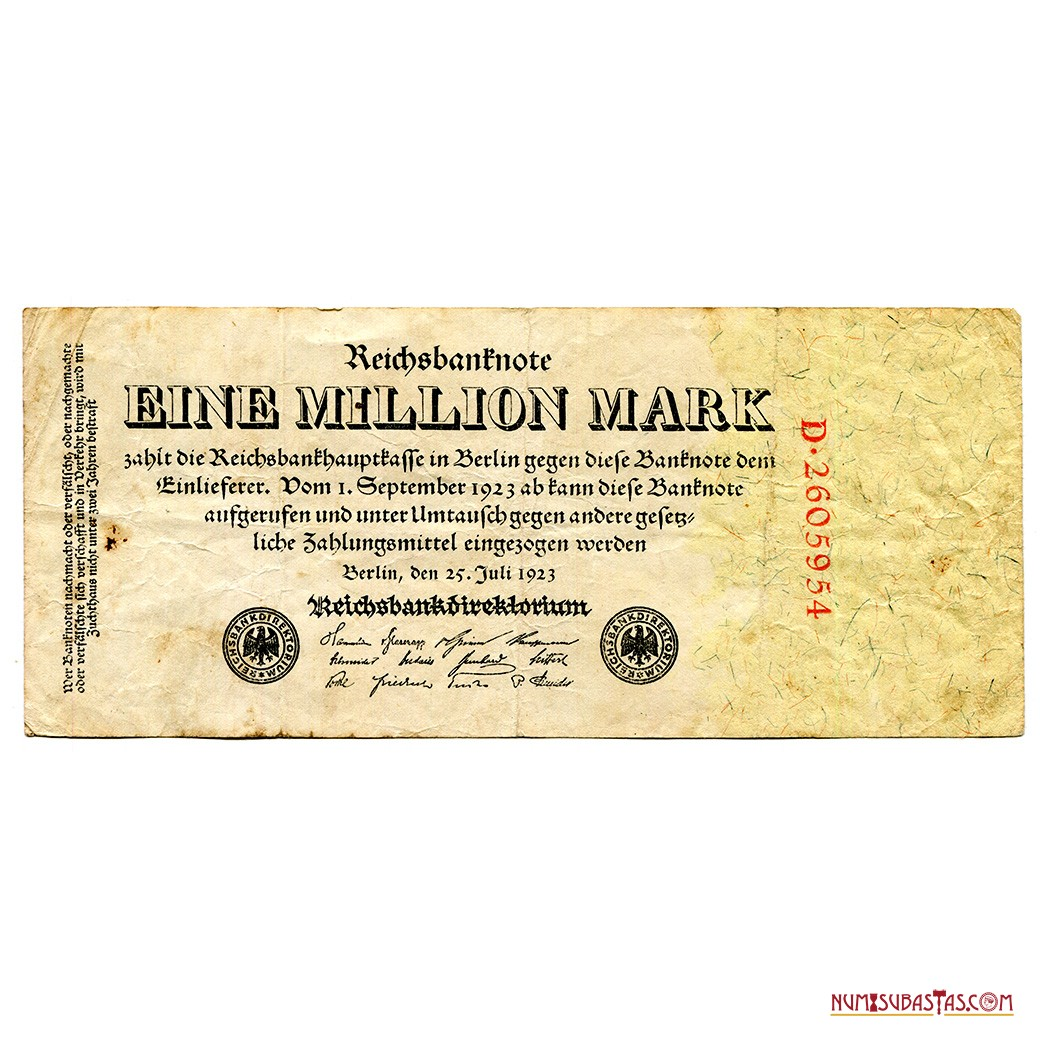 Reichsbanknote
EINE MILLION MARK
zahlt die Reichsbankhauptkasse in Berlin gegen diese Banknote dem
Einlieferer. Vom 1. September 1923 ab kann diese Banknote
aufgerufen und unter Umtausch gegen andere gesetz-
liche Zahlungsmittel eingezogen werden
Berlin, den 25. Juli 1923
Reichsbankdirektorium
REICHSBANKDIREKTORIUM
REICHSBANKDIREKTORIUM
Wer Banknoten nachmacht oder verfälscht, oder nachgemachte
oder verfälschte sich verschafft und in Verkehr bringt, wird mit
Zuchthaus nicht unter zwei Jahren bestraft
D·2605954
NUMISUBASTAS.COM